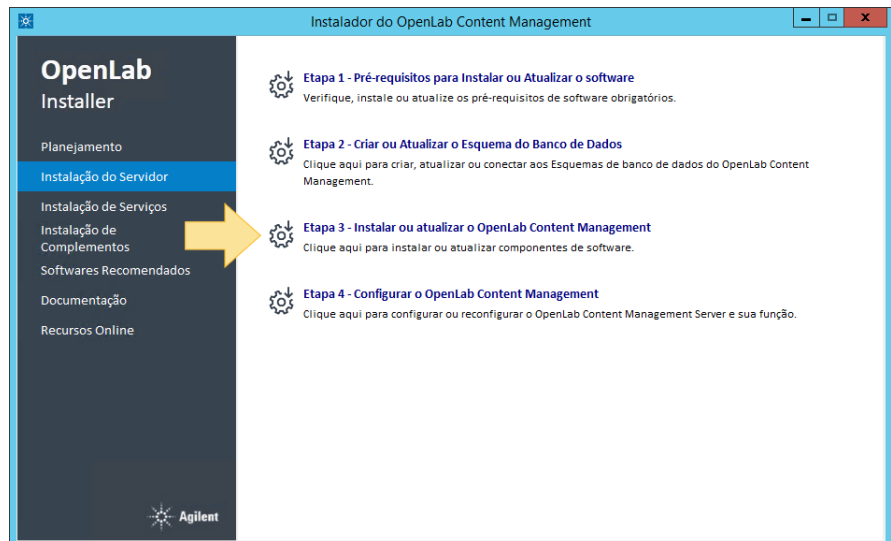 Instalador do OpenLab Content Management
OpenLab
Installer
Planejamento
Instalação do Servidor
Instalação de Serviços
Instalação de
Complementos
Softwares Recomendados
Documentação
Recursos Online
Agilent
Etapa 1 - Pré-requisitos para Instalar ou Atualizar o software
Verifique, instale ou atualize os pré-requisitos de software obrigatórios.
Etapa 2 - Criar ou Atualizar o Esquema do Banco de Dados
Clique aqui para criar, atualizar ou conectar aos Esquemas de banco de dados do OpenLab Content
Management.
Etapa 3 - Instalar ou atualizar o OpenLab Content Management
Clique aqui para instalar ou atualizar componentes de software.
Etapa 4 - Configurar o OpenLab Content Management
Clique aqui para configurar ou reconfigurar o OpenLab Content Management Server e sua função.